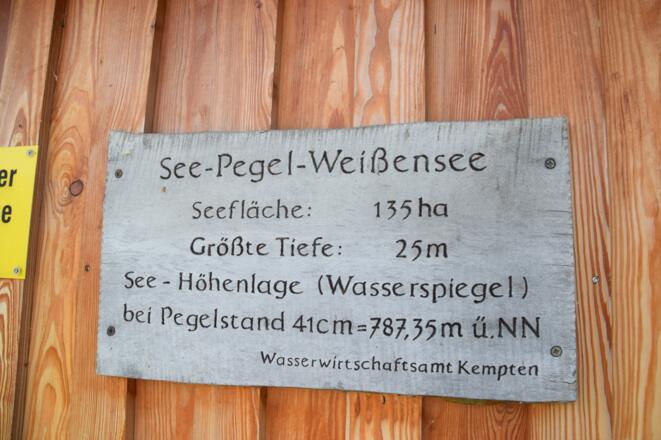 er
e
See-Pegel-Weißensee
Seefläche: 135ha
Größte Tiefe: 25m
See-Höhenlage (Wasserspiegel)
bei Pegelstand 41cm=787,35m ü.NN
Wasserwirtschaftsamt Kempten